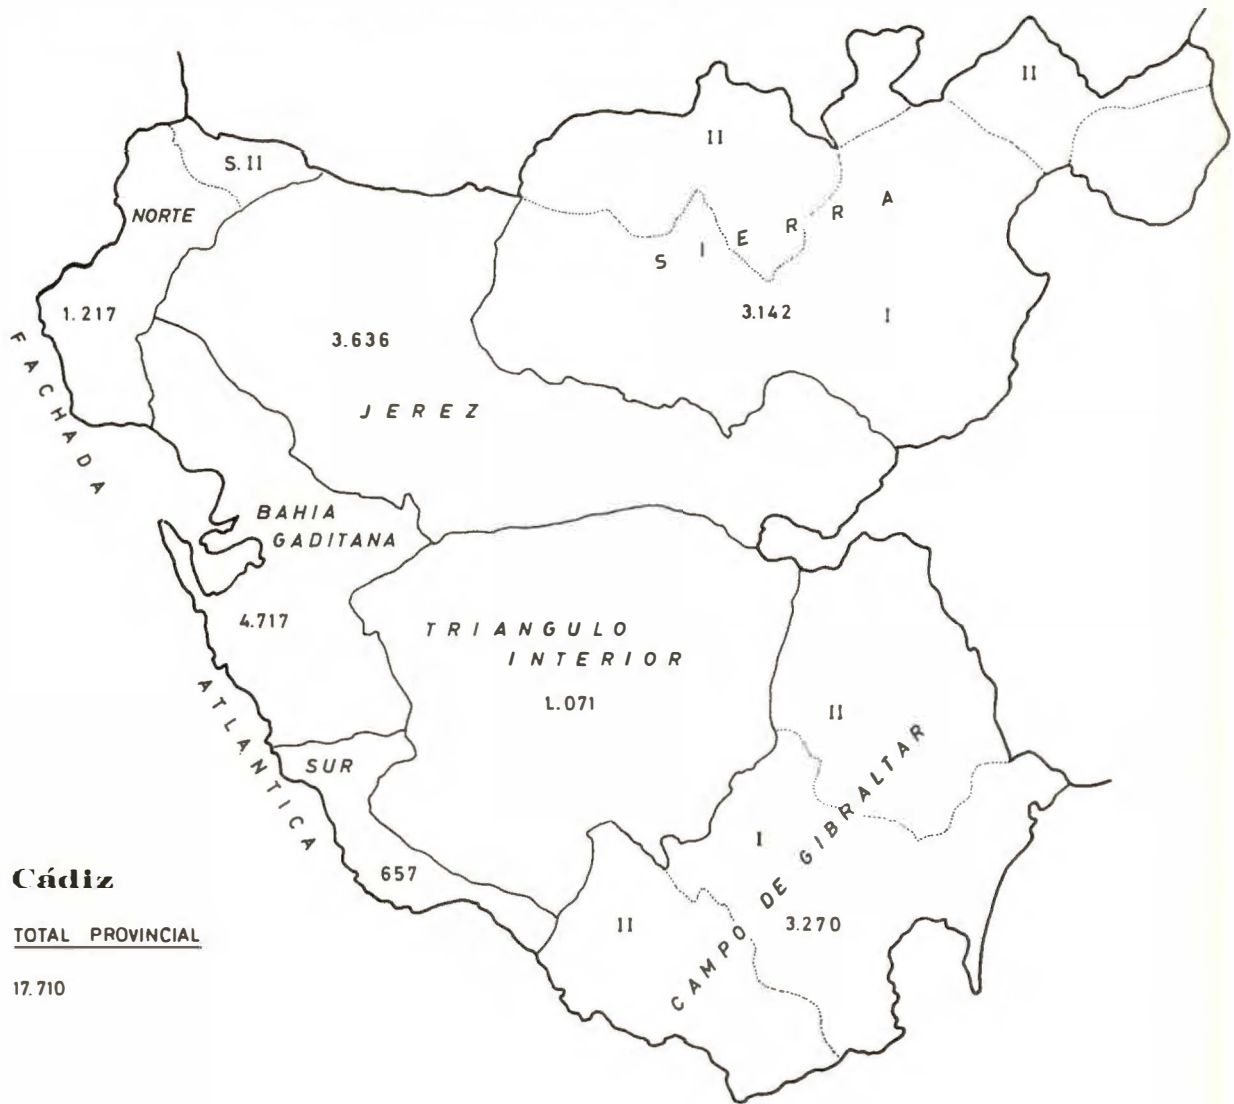 II
II
S. II
NORTE
SIERRA
1.217
3.142
I
3.636
FACHADA
JEREZ
BAHIA
GADITANA
4.717
TRIANGULO
INTERIOR
1.071
ATLANTICA
II
SUR
I
CAMPO DE GIBRALTAR
657
II
3.270
Cádiz
TOTAL PROVINCIAL
17.710